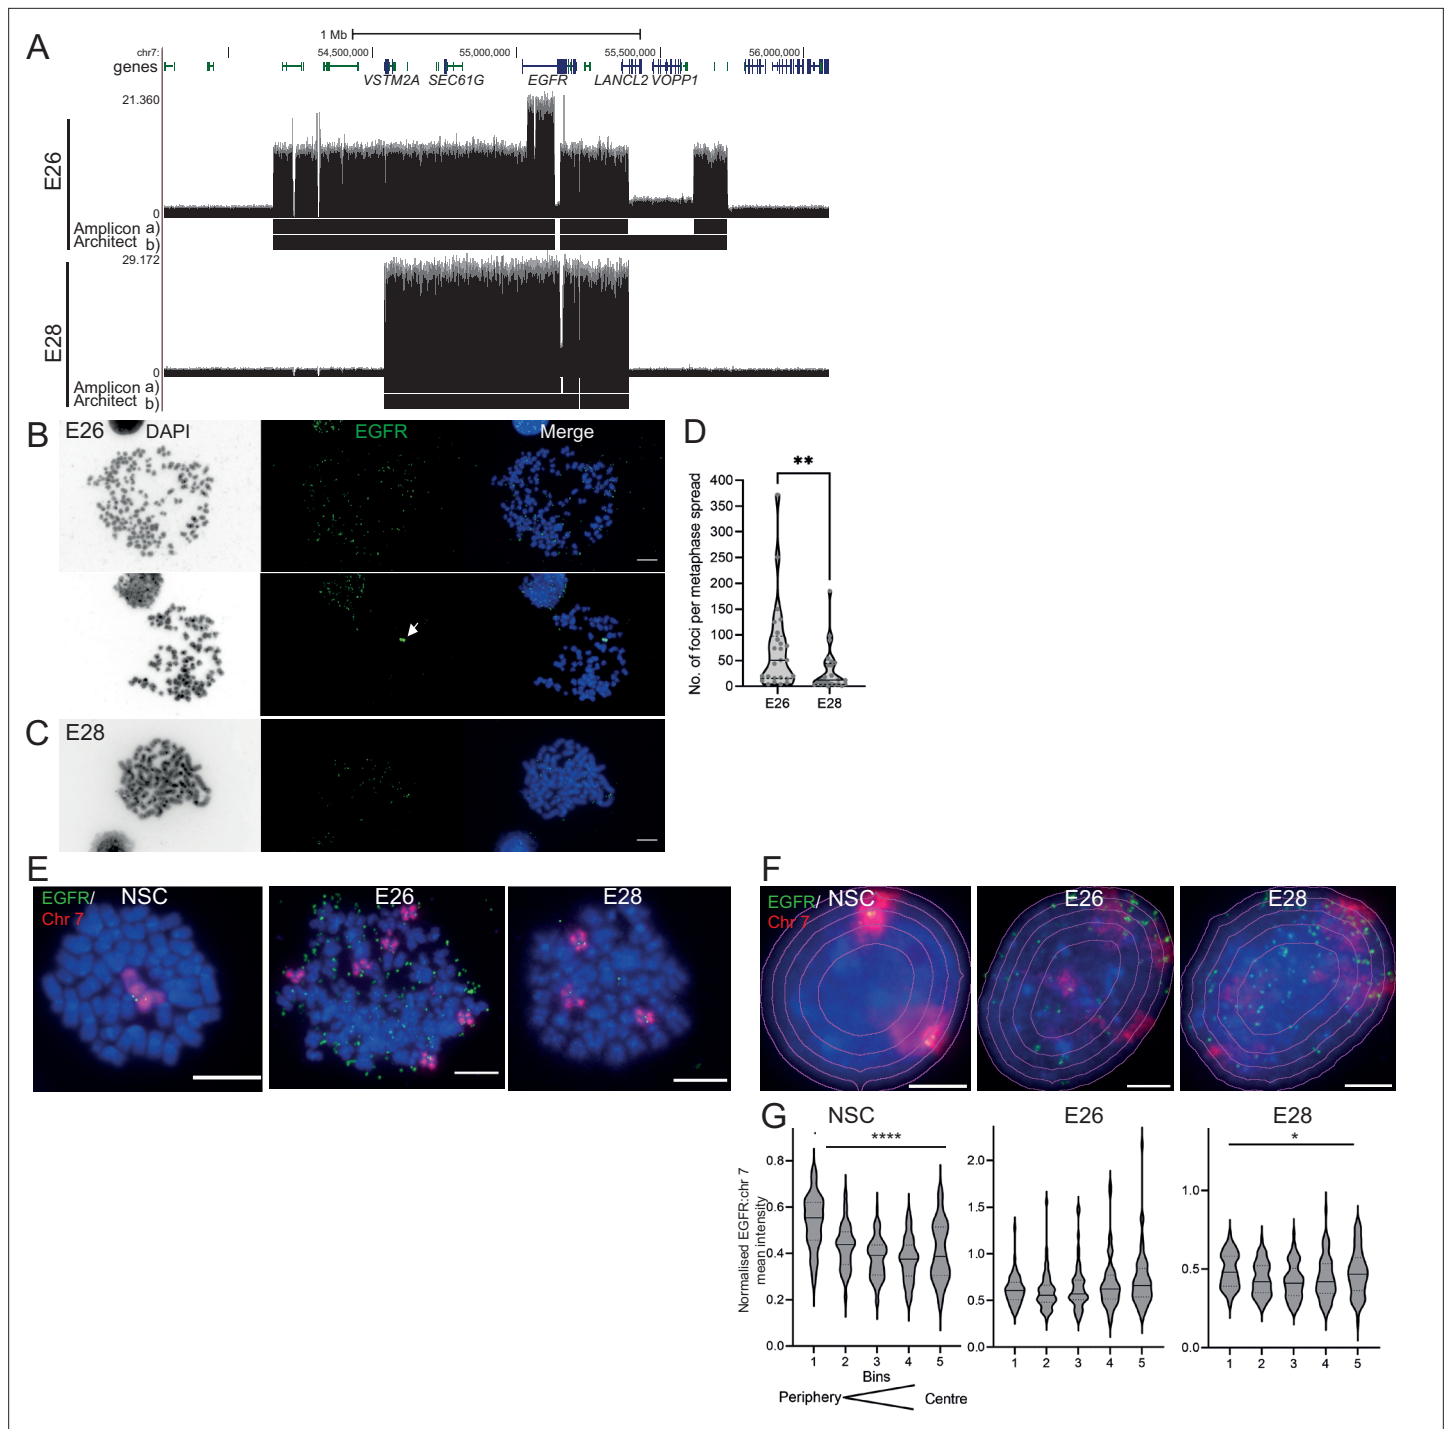 A
1 Mb
chr7:
54,500,000
55,000,000
55,500,000
56,000,000
genes
VSTM2A SEC61G EGFR LANCL2 VOPP1
21.360
E26
0
Amplicon a)
Architect b)
29.172
E28
0
Amplicon a)
Architect b)
B
E26
DAPI
EGFR
Merge
C
E28
D
**
No. of foci per metaphase spread
400
350
300
250
200
150
100
50
0
E26
E28
E
EGFR/
Chr 7
NSC
E26
E28
F
EGFR/
Chr 7
NSC
E26
E28
G
NSC
E26
E28
Normalised EGFR:chr 7
mean intensity
****
0.8
0.6
0.4
0.2
0.0
1 2 3 4 5
Bins
Periphery
Centre
2.0
1.5
1.0
0.5
0.0
1 2 3 4 5
*
1.0
0.5
0.0
1 2 3 4 5